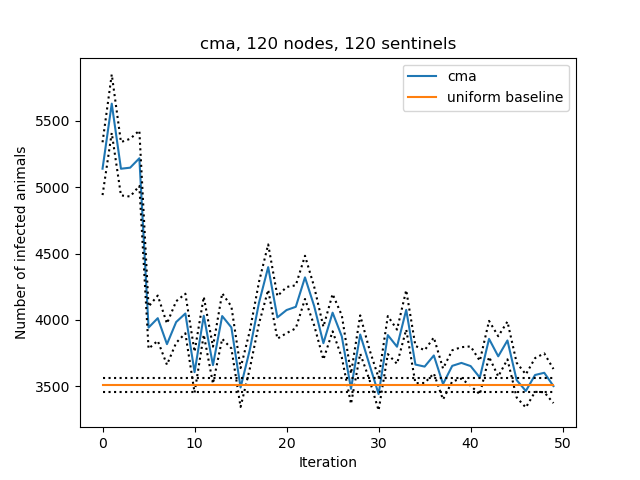 cma, 120 nodes, 120 sentinels
cma
uniform baseline
Number of infected animals
5500
5000
4500
4000
3500
0 10 20 30 40 50
Iteration